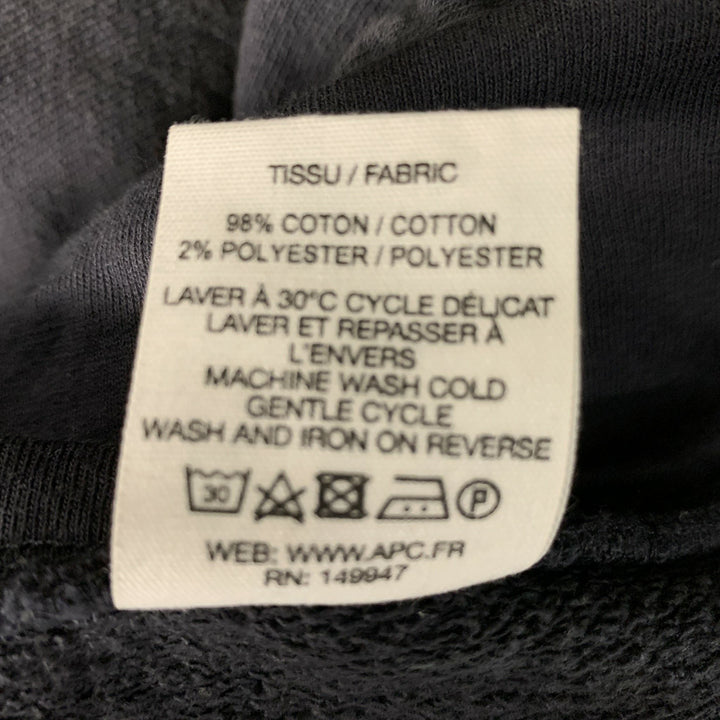 TISSU / FABRIC
98% COTON / COTTON
2% POLYESTER / POLYESTER
LAVER À 30°C CYCLE DÉLICAT
LAVER ET REPASSER À
L'ENVERS
MACHINE WASH COLD
GENTLE CYCLE
WASH AND IRON ON REVERSE
30 P
WEB: WWW.APC.FR
RN: 149947